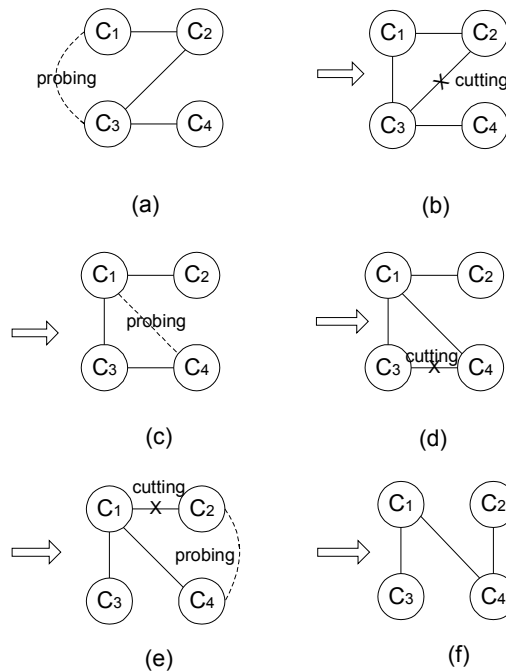 C1 C2
probing
C3 C4
(a)
C1 C2
cutting
C3 C4
(b)
C1 C2
probing
C3 C4
(c)
C1 C2
cutting
C3 C4
(d)
cutting
C1 C2
probing
C3 C4
(e)
C1 C2
C3 C4
(f)